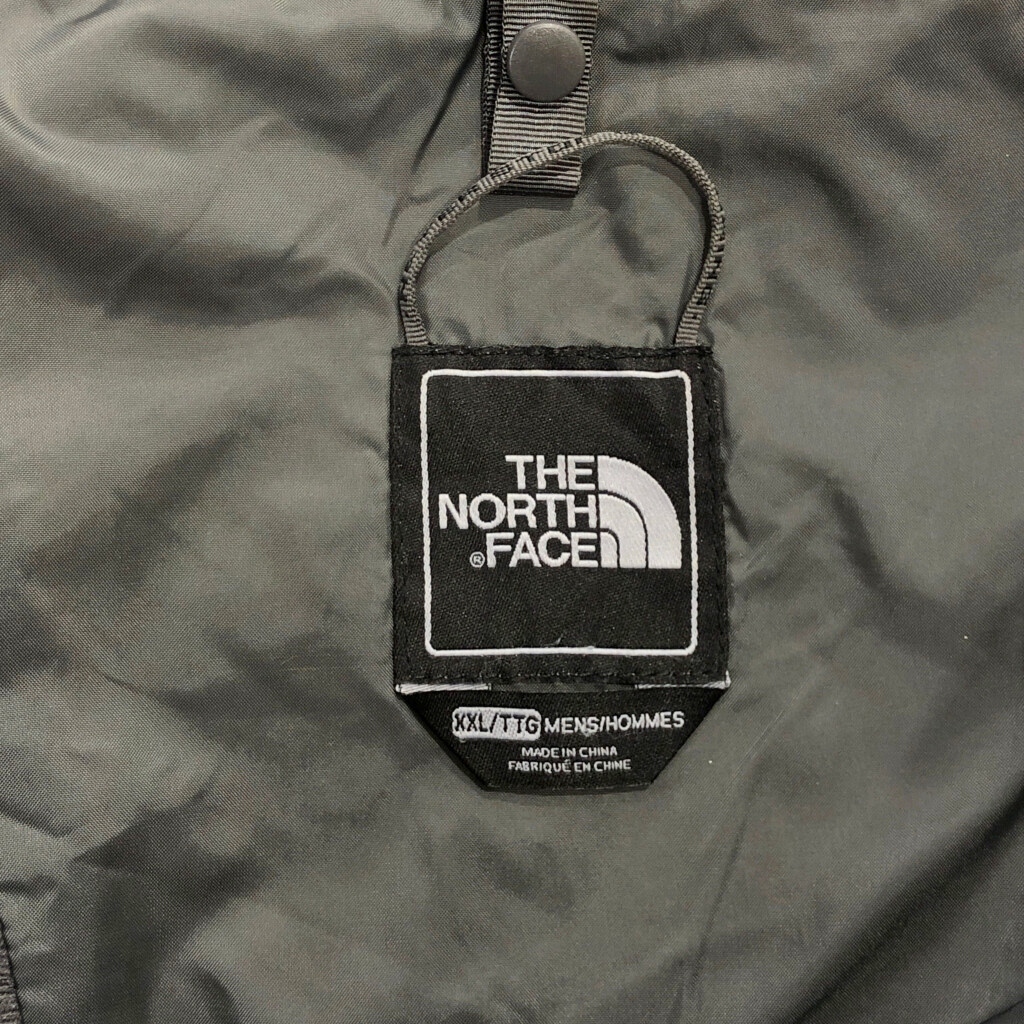 THE
NORTH
®FACE
XXL/TTG MENS/HOMMES
MADE IN CHINA
FABRIQUÉ EN CHINE